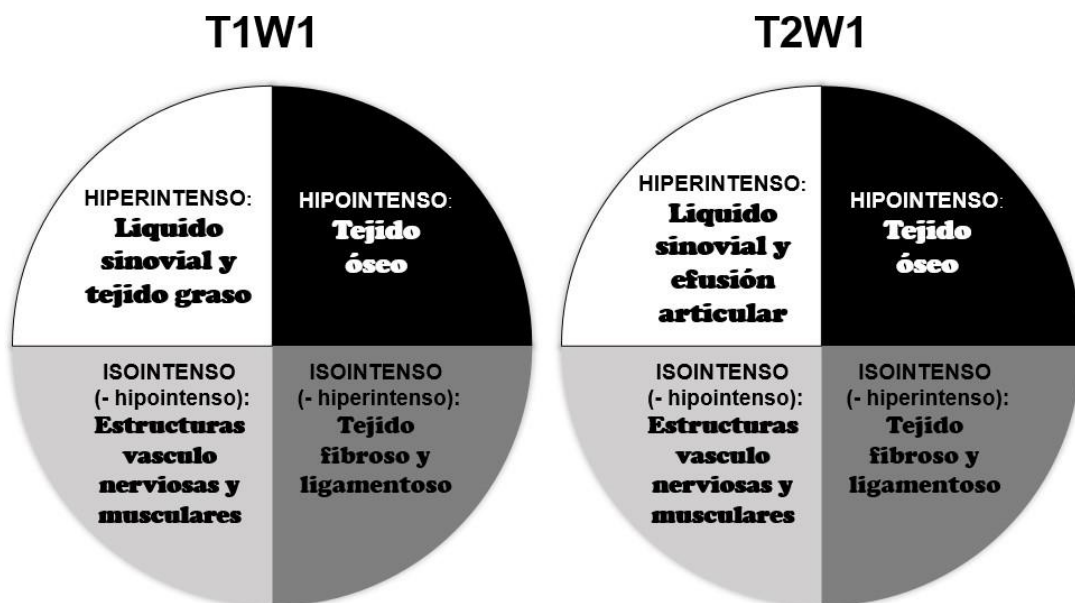 T1W1
HIPERINTENSO:
Liquido
sinovial y
tejido graso
HIPOINTENSO:
Tejido
óseo
ISOINTENSO
(- hipointenso):
Estructuras
vasculo
nerviosas y
musculares
ISOINTENSO
(- hiperintenso):
Tejido
fibroso y
ligamentoso
T2W1
HIPERINTENSO:
Liquido
sinovial y
efusión
articular
HIPOINTENSO:
Tejido
óseo
ISOINTENSO
(- hipointenso):
Estructuras
vasculo
nerviosas y
musculares
ISOINTENSO
(- hiperintenso):
Tejido
fibroso y
ligamentoso